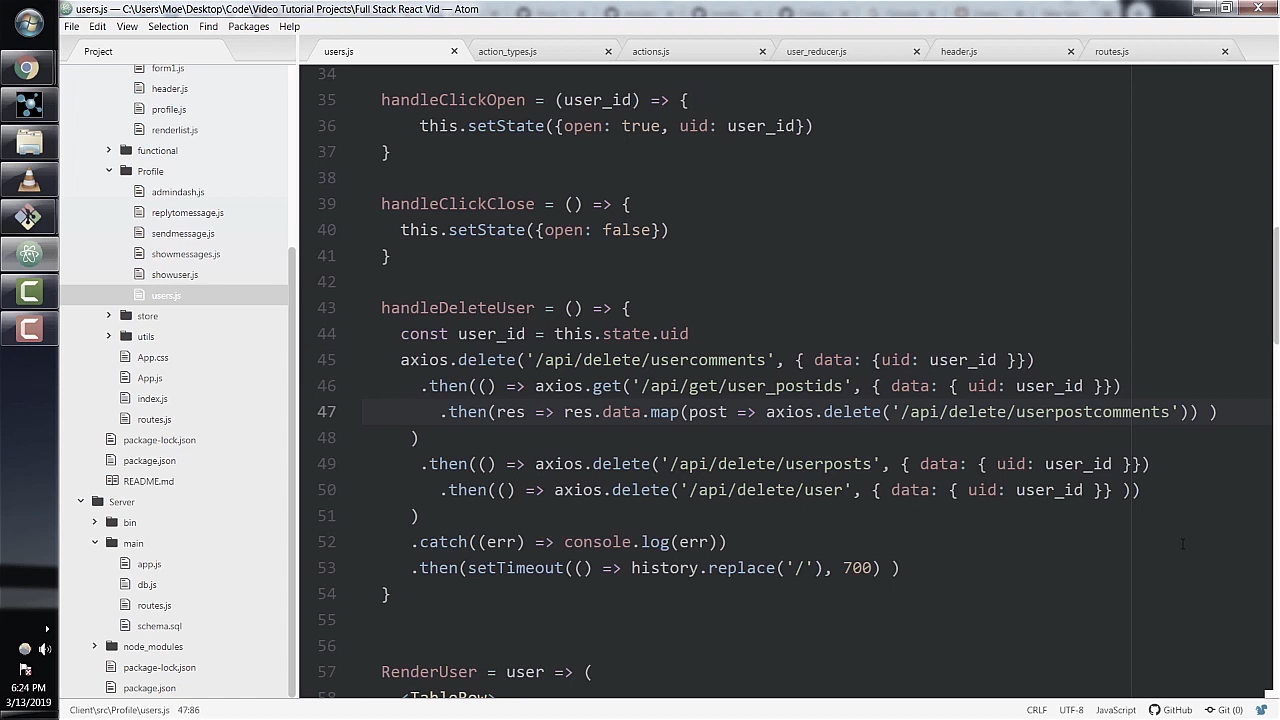 users.js — C:\Users\Moe\Desktop\Code\Video Tutorial Projects\Full Stack React Vid — Atom
File Edit View Selection Find Packages Help
Project
users.js
action_types.js
actions.js
user_reducer.js
header.js
routes.js
form1.js
header.js
profile.js
renderlist.js
functional
Profile
admindash.js
replytomessage.js
sendmessage.js
showmessages.js
showuser.js
users.js
store
utils
App.css
App.js
index.js
routes.js
package-lock.json
package.json
README.md
Server
bin
main
app.js
db.js
routes.js
schema.sql
node_modules
package-lock.json
package.json
34
35 handleClickOpen = (user_id) => {
36 this.setState({open: true, uid: user_id})
37 }
38
39 handleClickClose = () => {
40 this.setState({open: false})
41 }
42
43 handleDeleteUser = () => {
44 const user_id = this.state.uid
45 axios.delete('/api/delete/usercomments', { data: {uid: user_id }})
46 .then(() => axios.get('/api/get/user_postids', { data: { uid: user_id }})
47 .then(res => res.data.map(post => axios.delete('/api/delete/userpostcomments')) )
48 )
49 .then(() => axios.delete('/api/delete/userposts', { data: { uid: user_id }})
50 .then(() => axios.delete('/api/delete/user', { data: { uid: user_id }} ))
51 )
52 .catch((err) => console.log(err))
53 .then(setTimeout(() => history.replace('/'), 700) )
54 }
55
56
57 RenderUser = user => (
58 <TableRow>
6:24 PM
3/13/2019
Client\src\Profile\users.js 47:86
CRLF UTF-8 JavaScript GitHub Git (0)